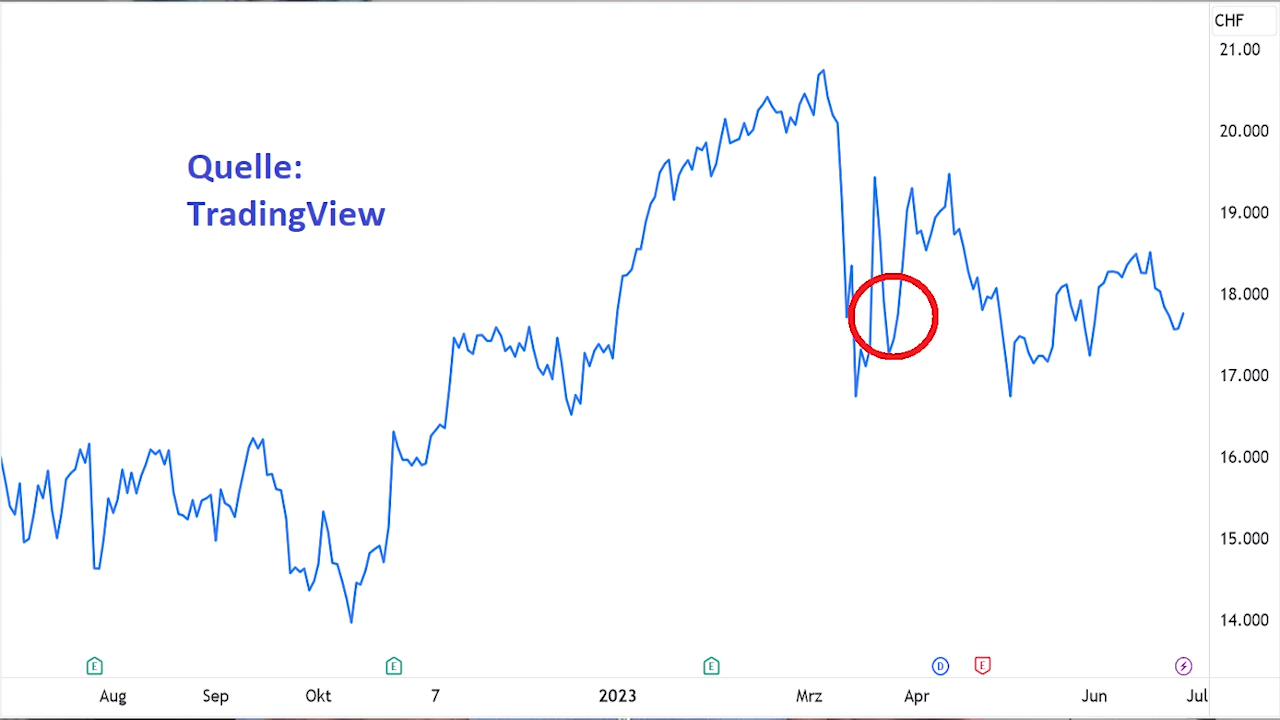 CHF
21.00
20.000
Quelle:
TradingView
19.000
18.000
17.000
16.000
15.000
14.000
E E E D E
Aug Sep Okt 7 2023 Mrz Apr Jun Jul